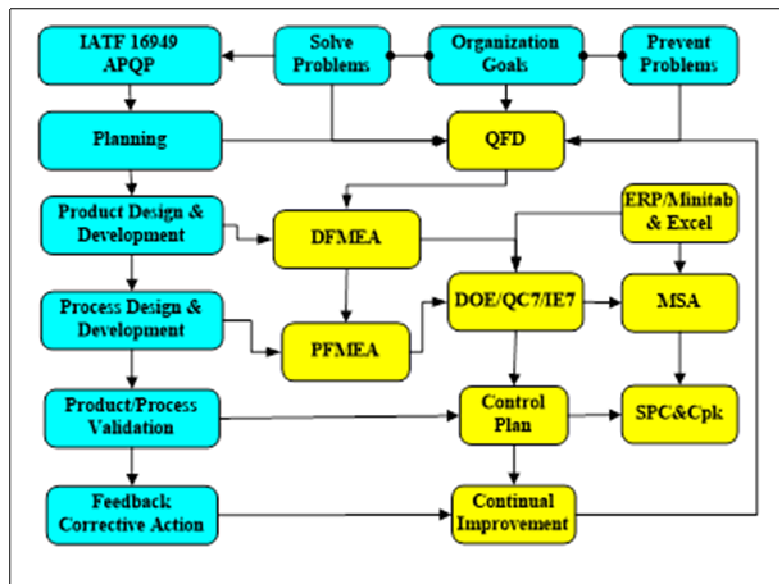 IATF 16949
APQP
Solve
Problems
Organization
Goals
Prevent
Problems
Planning
QFD
Product Design &
Development
DFMEA
ERP/Minitab
& Excel
Process Design &
Development
PFMEA
DOE/QC7/IE7
MSA
Product/Process
Validation
Control
Plan
SPC&Cpk
Feedback
Corrective Action
Continual
Improvement